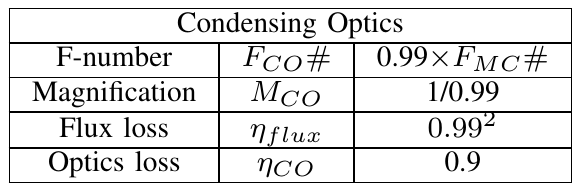 Condensing Optics
F-number F_{CO}# 0.99×F_{MC}#
Magnification M_{CO} 1/0.99
Flux loss η_{flux} 0.99^2
Optics loss η_{CO} 0.9